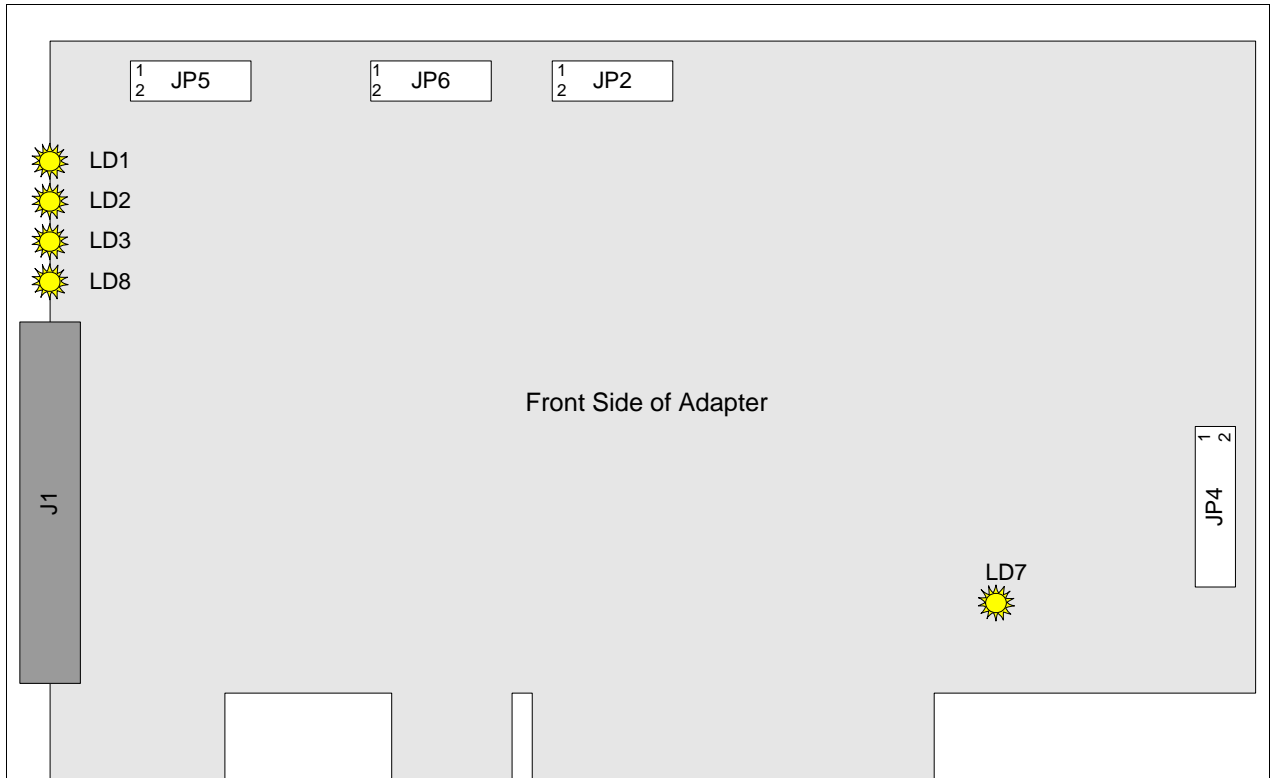 1
2
JP5
1
2
JP6
1
2
JP2
LD1
LD2
LD3
LD8
Front Side of Adapter
J1
1
2
JP4
LD7